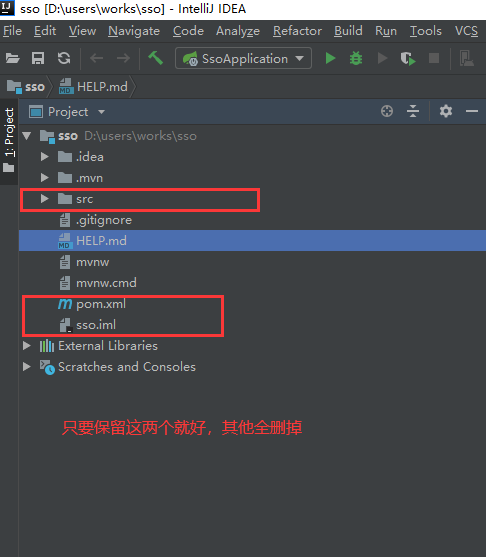 sso [D:\users\works\sso] - IntelliJ IDEA
File Edit View Navigate Code Analyze Refactor Build Run Tools VCS
SsoApplication
sso HELP.md
1: Project
Project
sso D:\users\works\sso
.idea
.mvn
src
.gitignore
HELP.md
mvnw
mvnw.cmd
pom.xml
sso.iml
External Libraries
Scratches and Consoles
只要保留这两个就好，其他全删掉